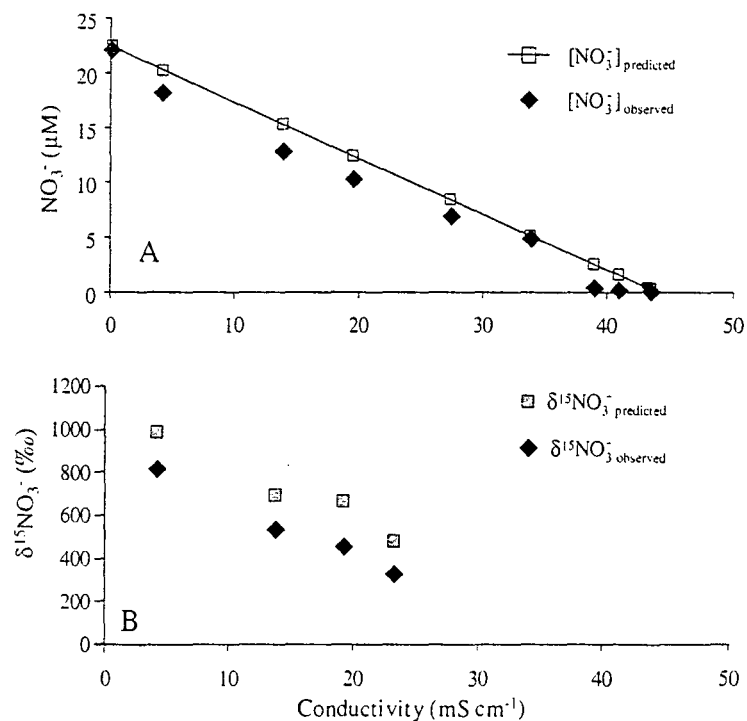 25
20
15
10
5
0
NO₃⁻ (μM)
A
[NO₃⁻] predicted
[NO₃⁻] observed
0 10 20 30 40 50
1200
1000
800
600
400
200
0
δ¹⁵NO₃⁻ (‰)
B
δ¹⁵NO₃⁻ predicted
δ¹⁵NO₃⁻ observed
0 10 20 30 40 50
Conductivity (mS cm⁻¹)